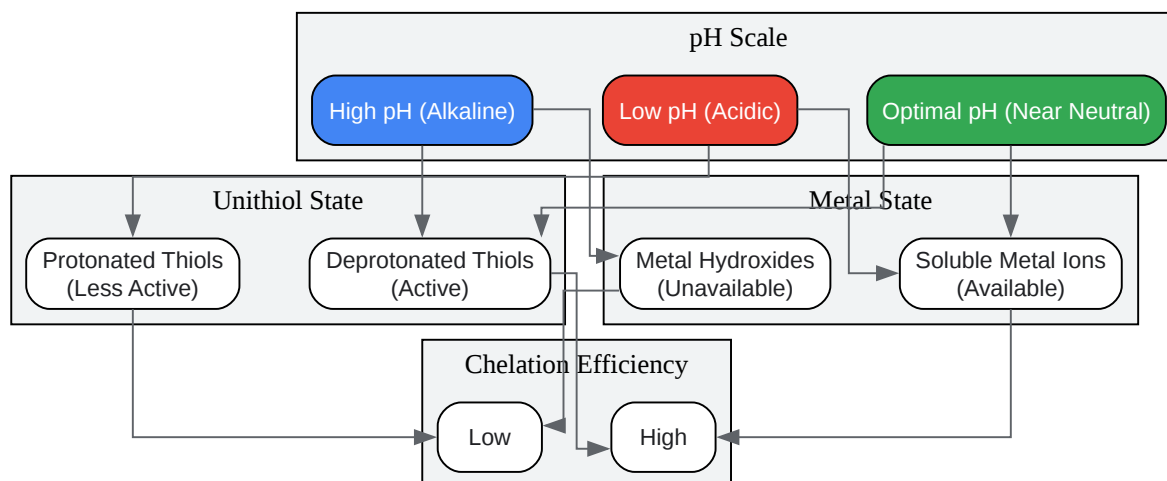 pH Scale
High pH (Alkaline)
Low pH (Acidic)
Optimal pH (Near Neutral)
Unithiol State
Metal State
Protonated Thiols
(Less Active)
Deprotonated Thiols
(Active)
Metal Hydroxides
(Unavailable)
Soluble Metal Ions
(Available)
Chelation Efficiency
Low
High